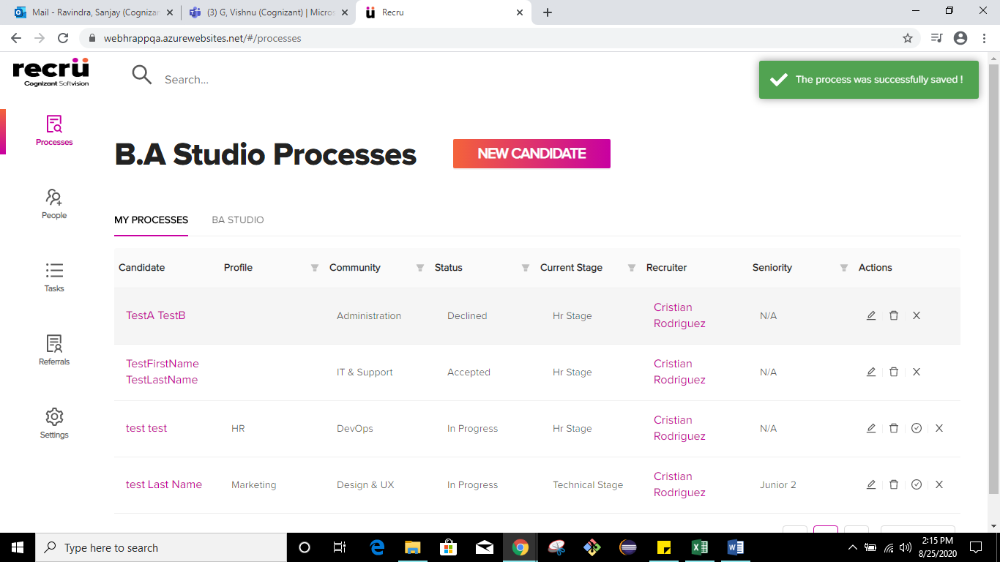 Mail - Ravindra, Sanjay (Cognizan
(3) G, Vishnu (Cognizant) | Micros
Recru
webhrappqa.azurewebsites.net/#/processes
recrü
Cognizant Softvision
Search...
The process was successfully saved !
Processes
B.A Studio Processes
NEW CANDIDATE
People
MY PROCESSES BA STUDIO
Candidate Profile Community Status Current Stage Recruiter Seniority Actions
Tasks
TestA TestB Administration Declined Hr Stage Cristian Rodriguez N/A
TestFirstName TestLastName IT & Support Accepted Hr Stage Cristian Rodriguez N/A
Referrals
test test HR DevOps In Progress Hr Stage Cristian Rodriguez N/A
Settings
test Last Name Marketing Design & UX In Progress Technical Stage Cristian Rodriguez Junior 2
Type here to search
2:15 PM
8/25/2020